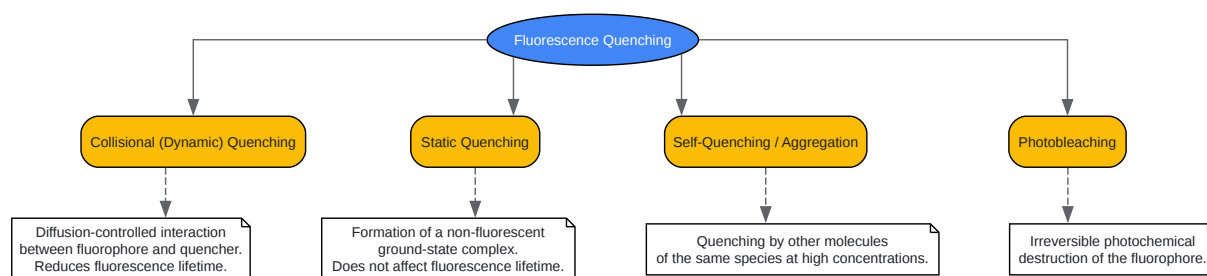 Fluorescence Quenching
Collisional (Dynamic) Quenching
Static Quenching
Self-Quenching / Aggregation
Photobleaching
Diffusion-controlled interaction
between fluorophore and quencher.
Reduces fluorescence lifetime.
Formation of a non-fluorescent
ground-state complex.
Does not affect fluorescence lifetime.
Quenching by other molecules
of the same species at high concentrations.
Irreversible photochemical
destruction of the fluorophore.